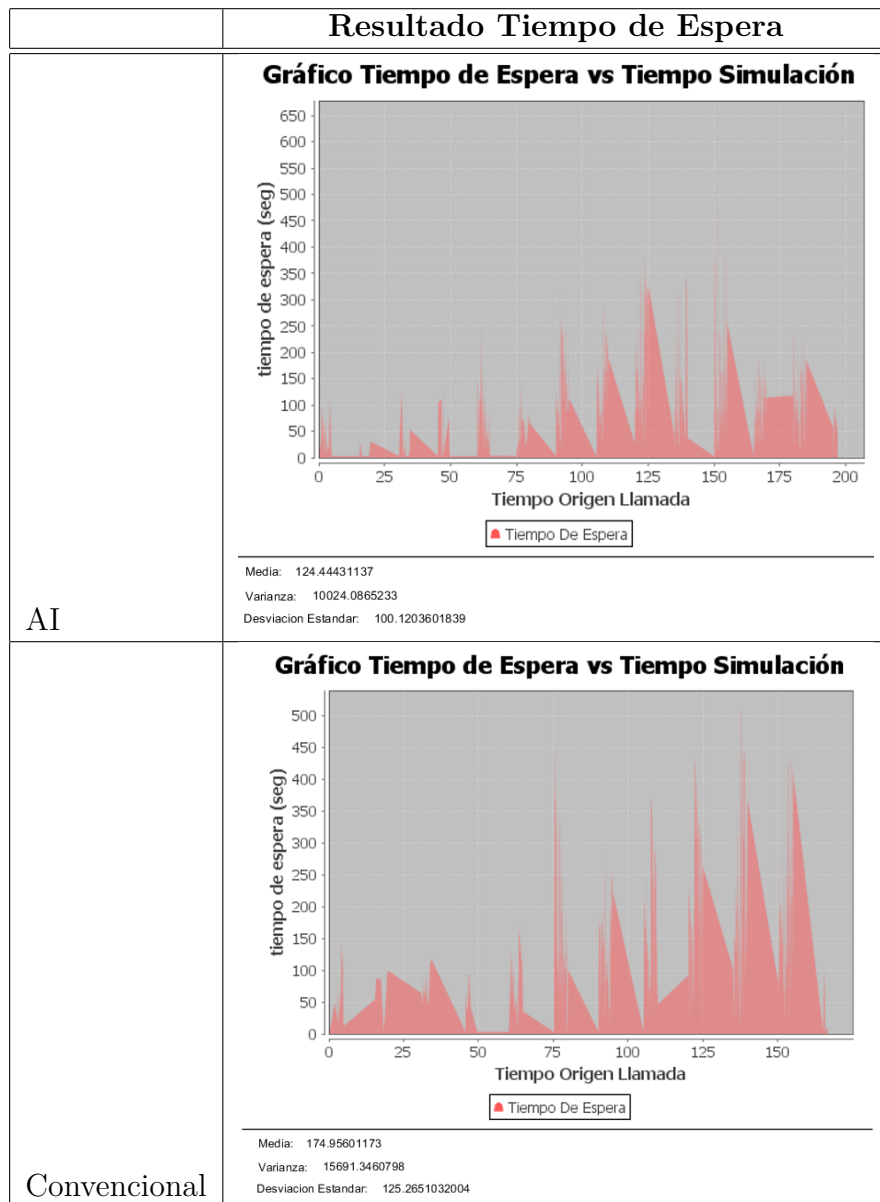 Resultado Tiempo de Espera
Gráfico Tiempo de Espera vs Tiempo Simulación
tiempo de espera (seg)
650
600
550
500
450
400
350
300
250
200
150
100
50
0
0 25 50 75 100 125 150 175 200
Tiempo Origen Llamada
Tiempo De Espera
Media: 124.44431137
Varianza: 10024.0865233
Desviacion Estandar: 100.1203601839
AI
Gráfico Tiempo de Espera vs Tiempo Simulación
tiempo de espera (seg)
500
450
400
350
300
250
200
150
100
50
0
0 25 50 75 100 125 150
Tiempo Origen Llamada
Tiempo De Espera
Media: 174.95601173
Varianza: 15691.3460798
Desviacion Estandar: 125.2651032004
Convencional